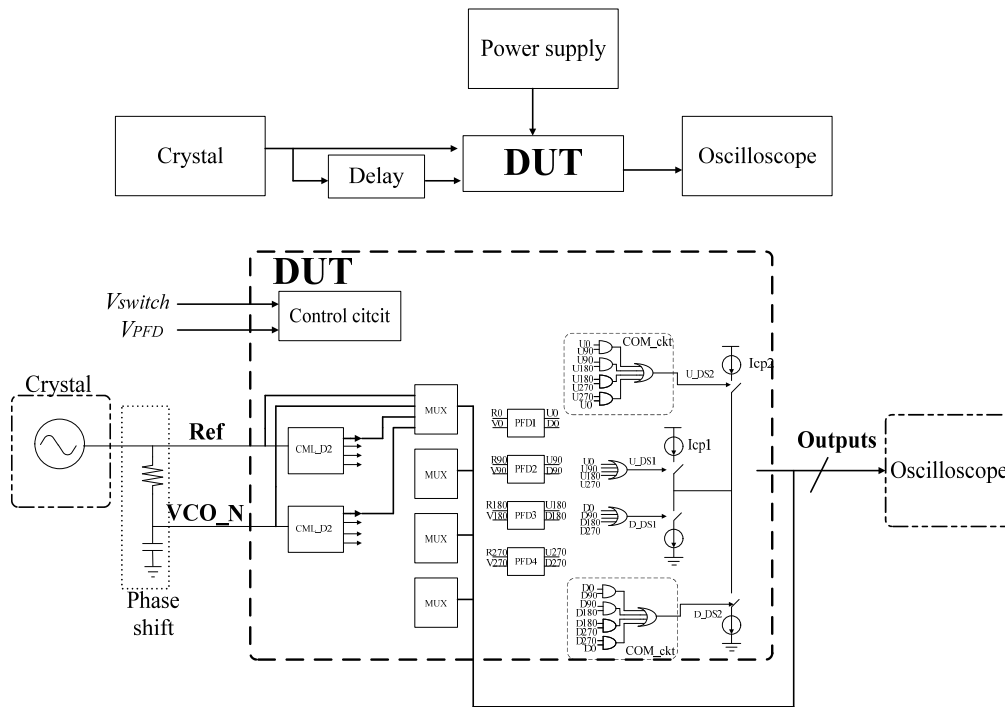 Power supply
Crystal
Delay
DUT
Oscilloscope
DUT
Vswitch
VPFD
Control citcit
Crystal
Ref
VCO_N
Phase
shift
CML_D2
CML_D2
MUX
MUX
MUX
MUX
R0
V0
PFD1
U0
D0
R90
V90
PFD2
U90
D90
R180
V180
PFD3
U180
D180
R270
V270
PFD4
U270
D270
COM_ckt
U0
U90
U90
U180
U180
U270
U270
U0
U_DS2
Icp2
U0
U90
U180
U270
U_DS1
Icp1
D0
D90
D180
D270
D_DS1
D0
D90
D90
D180
D180
D270
D270
D0
D_DS2
COM_ckt
Outputs
Oscilloscope